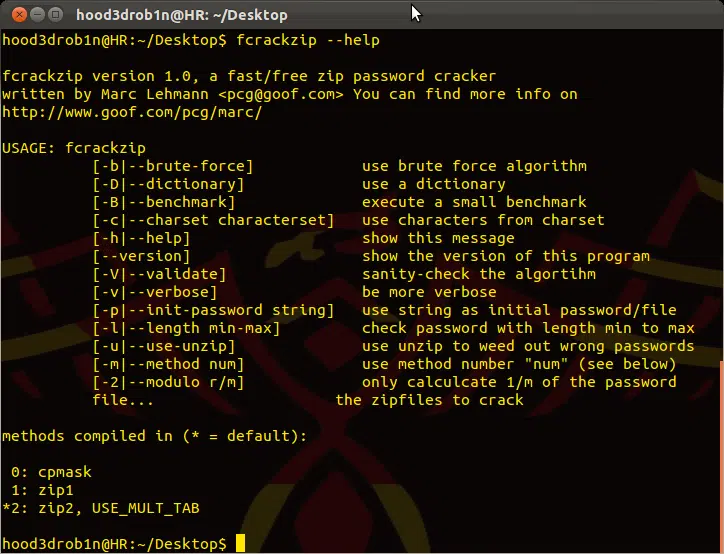 hood3drob1n@HR: ~/Desktop
hood3drob1n@HR:~/Desktop$ fcrackzip --help
fcrackzip version 1.0, a fast/free zip password cracker
written by Marc Lehmann <pcg@goof.com> You can find more info on
http://www.goof.com/pcg/marc/
USAGE: fcrackzip
[-b|--brute-force] use brute force algorithm
[-D|--dictionary] use a dictionary
[-B|--benchmark] execute a small benchmark
[-c|--charset characterset] use characters from charset
[-h|--help] show this message
[--version] show the version of this program
[-V|--validate] sanity-check the algortihm
[-v|--verbose] be more verbose
[-p|--init-password string] use string as initial password/file
[-l|--length min-max] check password with length min to max
[-u|--use-unzip] use unzip to weed out wrong passwords
[-m|--method num] use method number "num" (see below)
[-2|--modulo r/m] only calculcate 1/m of the password
file... the zipfiles to crack
methods compiled in (* = default):
0: cpmask
1: zip1
*2: zip2, USE_MULT_TAB
hood3drob1n@HR:~/Desktop$